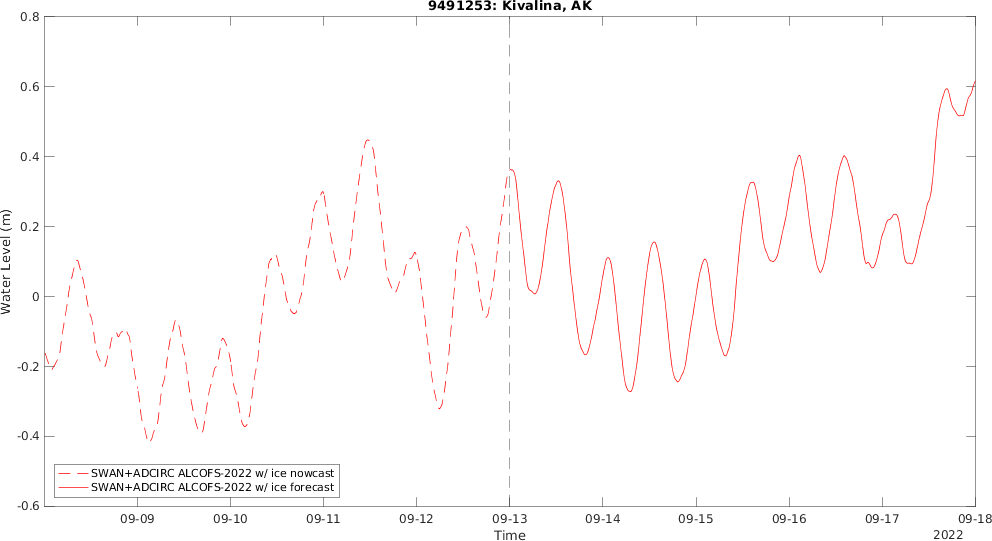 9491253: Kivalina, AK
0.8
0.6
0.4
0.2
0
-0.2
-0.4
-0.6
Water Level (m)
SWAN+ADCIRC ALCOFS-2022 w/ ice nowcast
SWAN+ADCIRC ALCOFS-2022 w/ ice forecast
09-09 09-10 09-11 09-12 09-13 09-14 09-15 09-16 09-17 09-18
Time
2022